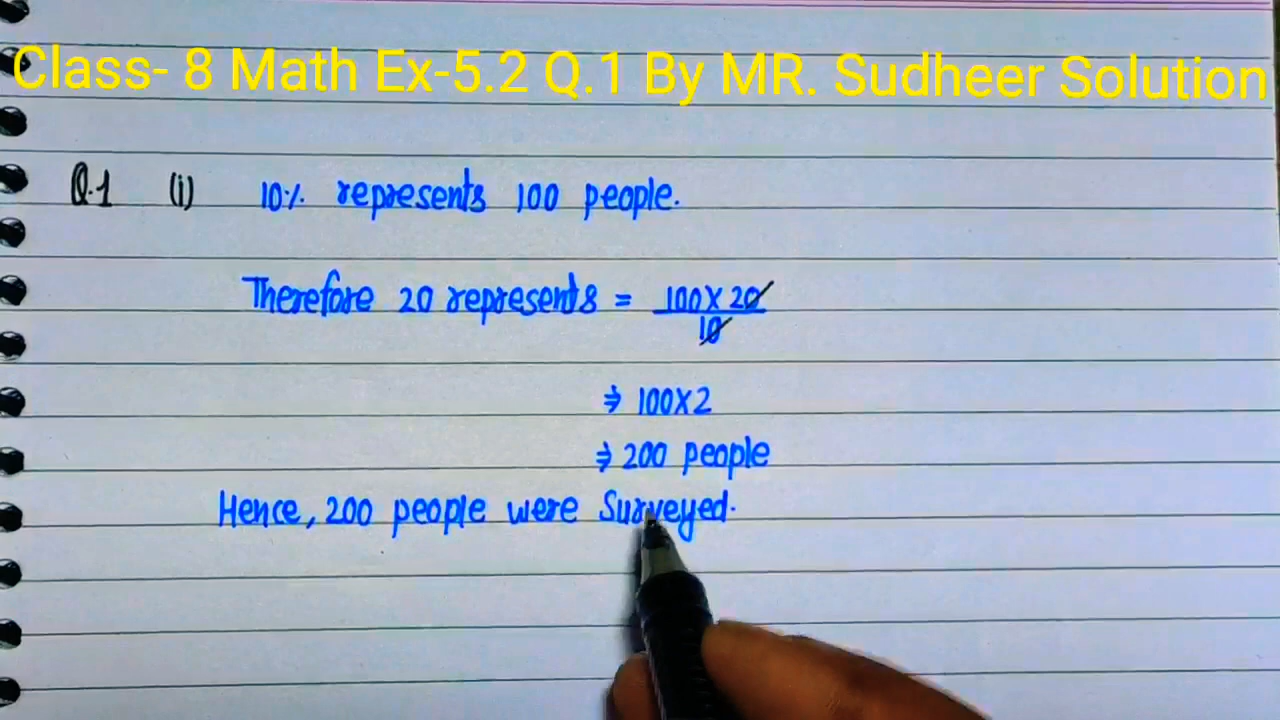 Class- 8 Math Ex-5.2 Q.1 By MR. Sudheer Solution
Q.1 (i) 10% represents 100 people.
Therefore 20 represents = 100 X 20
10
⇒ 100X2
⇒ 200 people
Hence, 200 people were Surveyed.